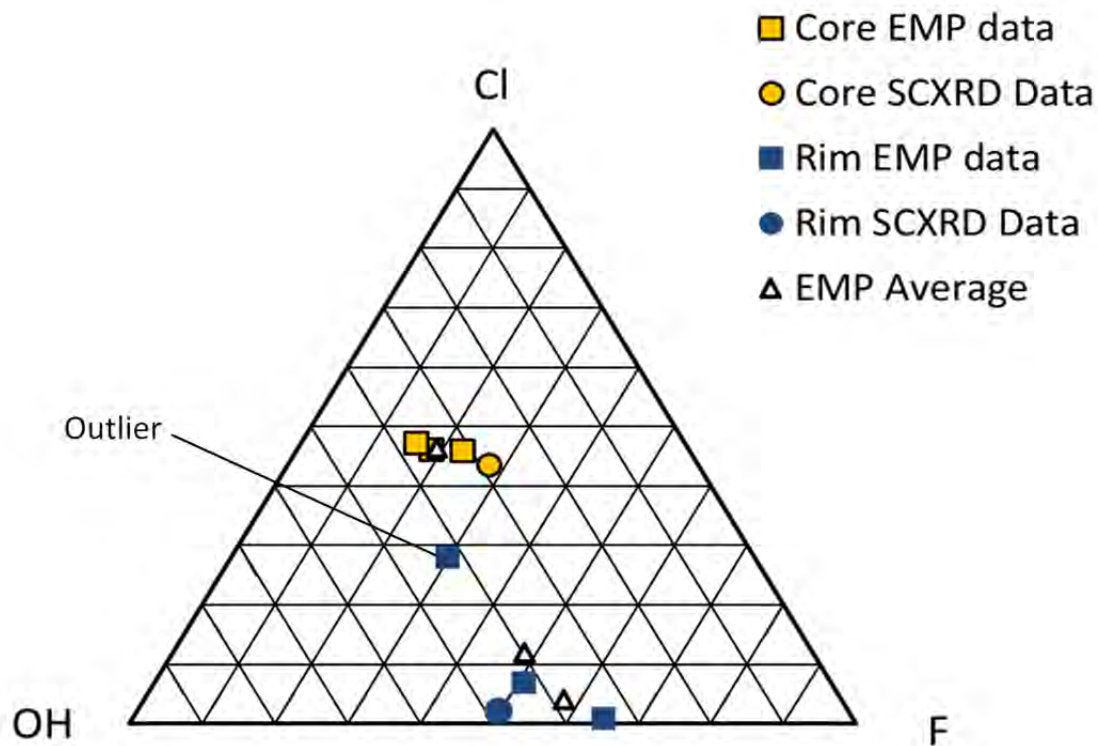 Core EMP data
Cl
Core SCXRD Data
Rim EMP data
Rim SCXRD Data
EMP Average
Outlier
OH
F